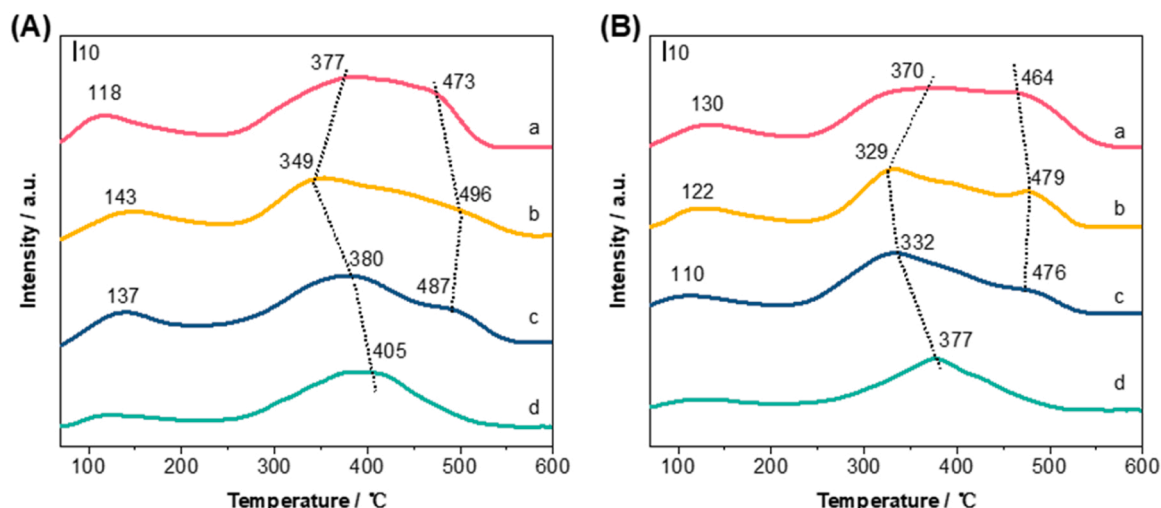 (A)
10
377
473
118
a
349
496
143
b
380
487
137
c
405
d
Intensity / a.u.
100 200 300 400 500 600
Temperature / ℃
(B)
10
370
464
130
a
329
479
122
b
332
476
110
c
377
d
Intensity / a.u.
100 200 300 400 500 600
Temperature / ℃